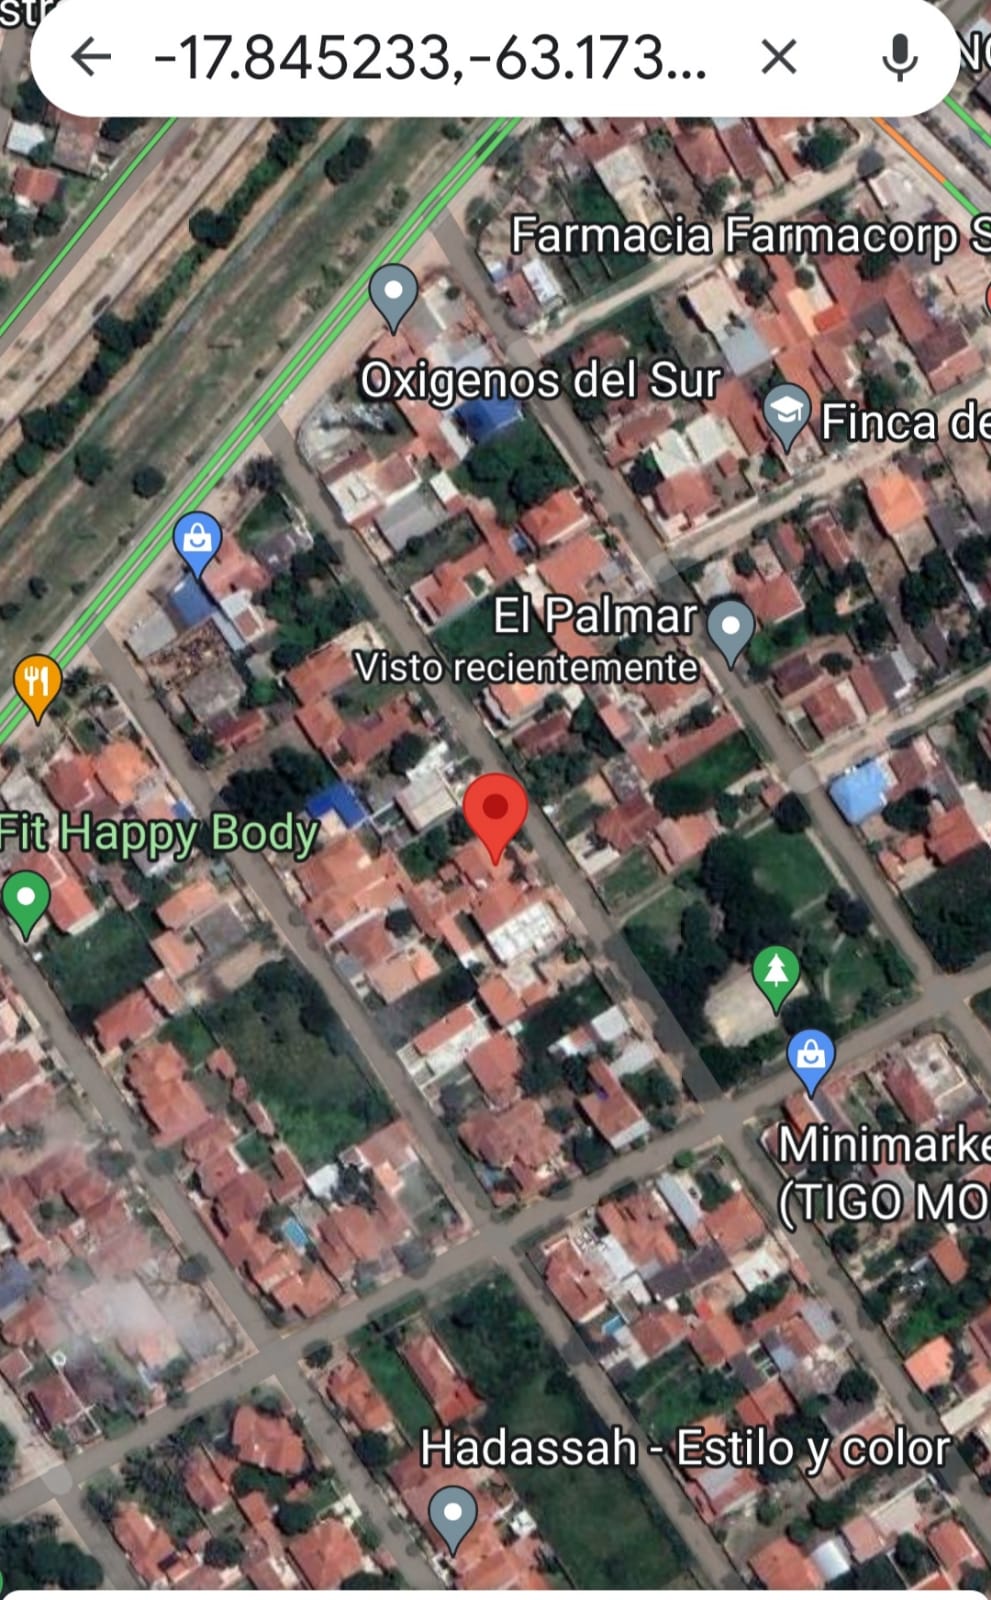 -17.845233,-63.173...
Farmacia Farmacorp S
Oxigenos del Sur
Finca de
El Palmar
Visto recientemente
Fit Happy Body
Minimarke
(TIGO MO
Hadassah - Estilo y color